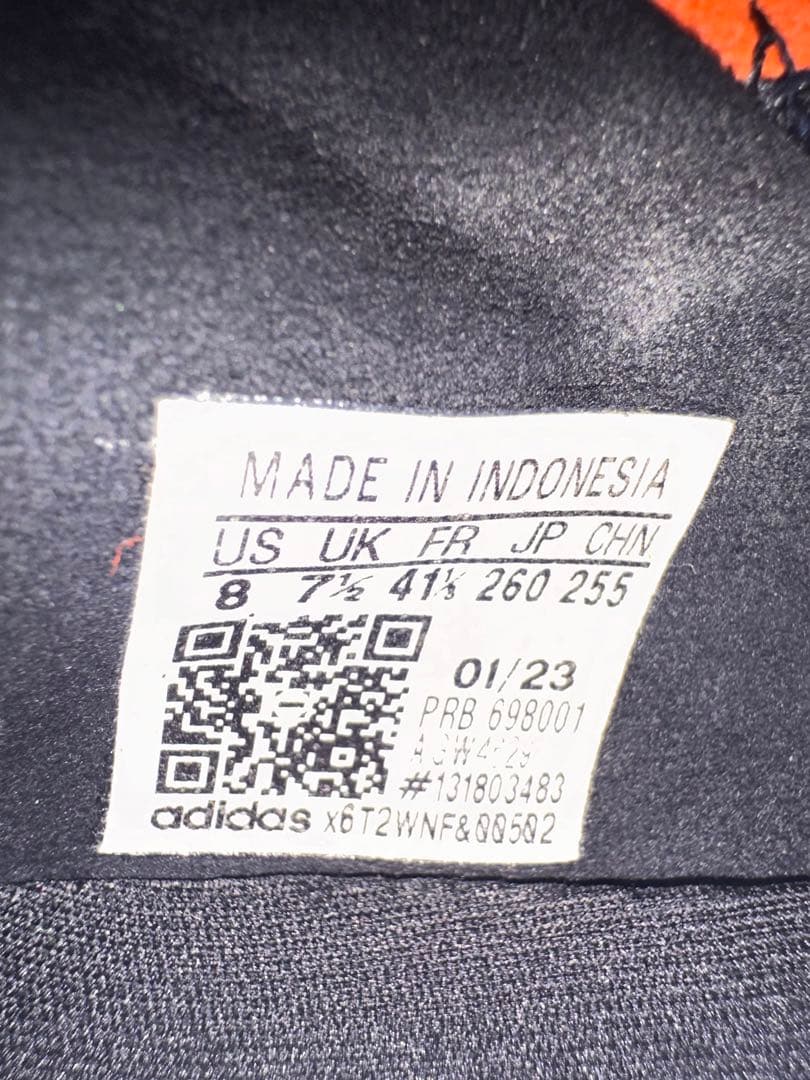 MADE IN INDONESIA
US UK FR JP CHN
8 7½ 41⅓ 260 255
01/23
PRB 698001
#131803483
adidas x6T2WNF&00502